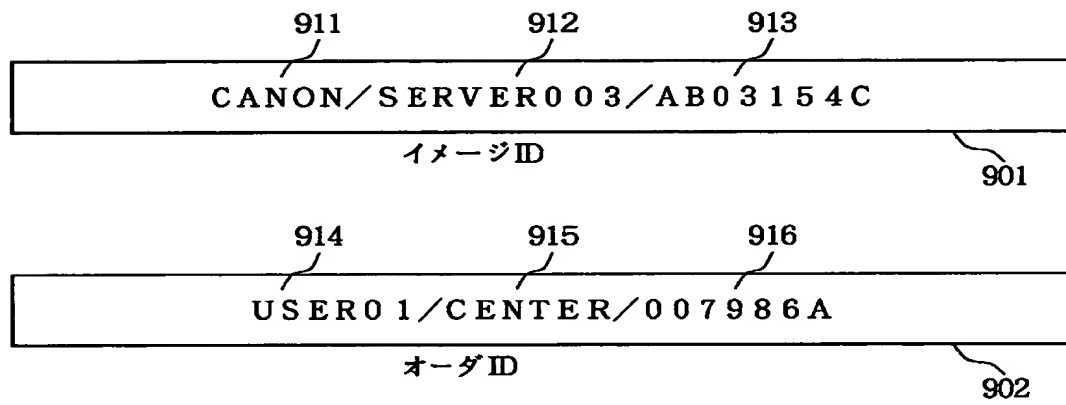 911 912 913
CANON／SERVER003／AB03154C
イメージID
901
914 915 916
USER01／CENTER／007986A
オーダID
902